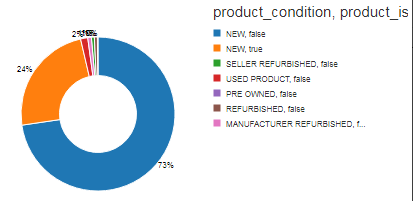 product_condition, product_is
NEW, false
NEW, true
SELLER REFURBISHED, false
USED PRODUCT, false
PRE OWNED, false
REFURBISHED, false
MANUFACTURER REFURBISHED, f...
2%
24%
73%